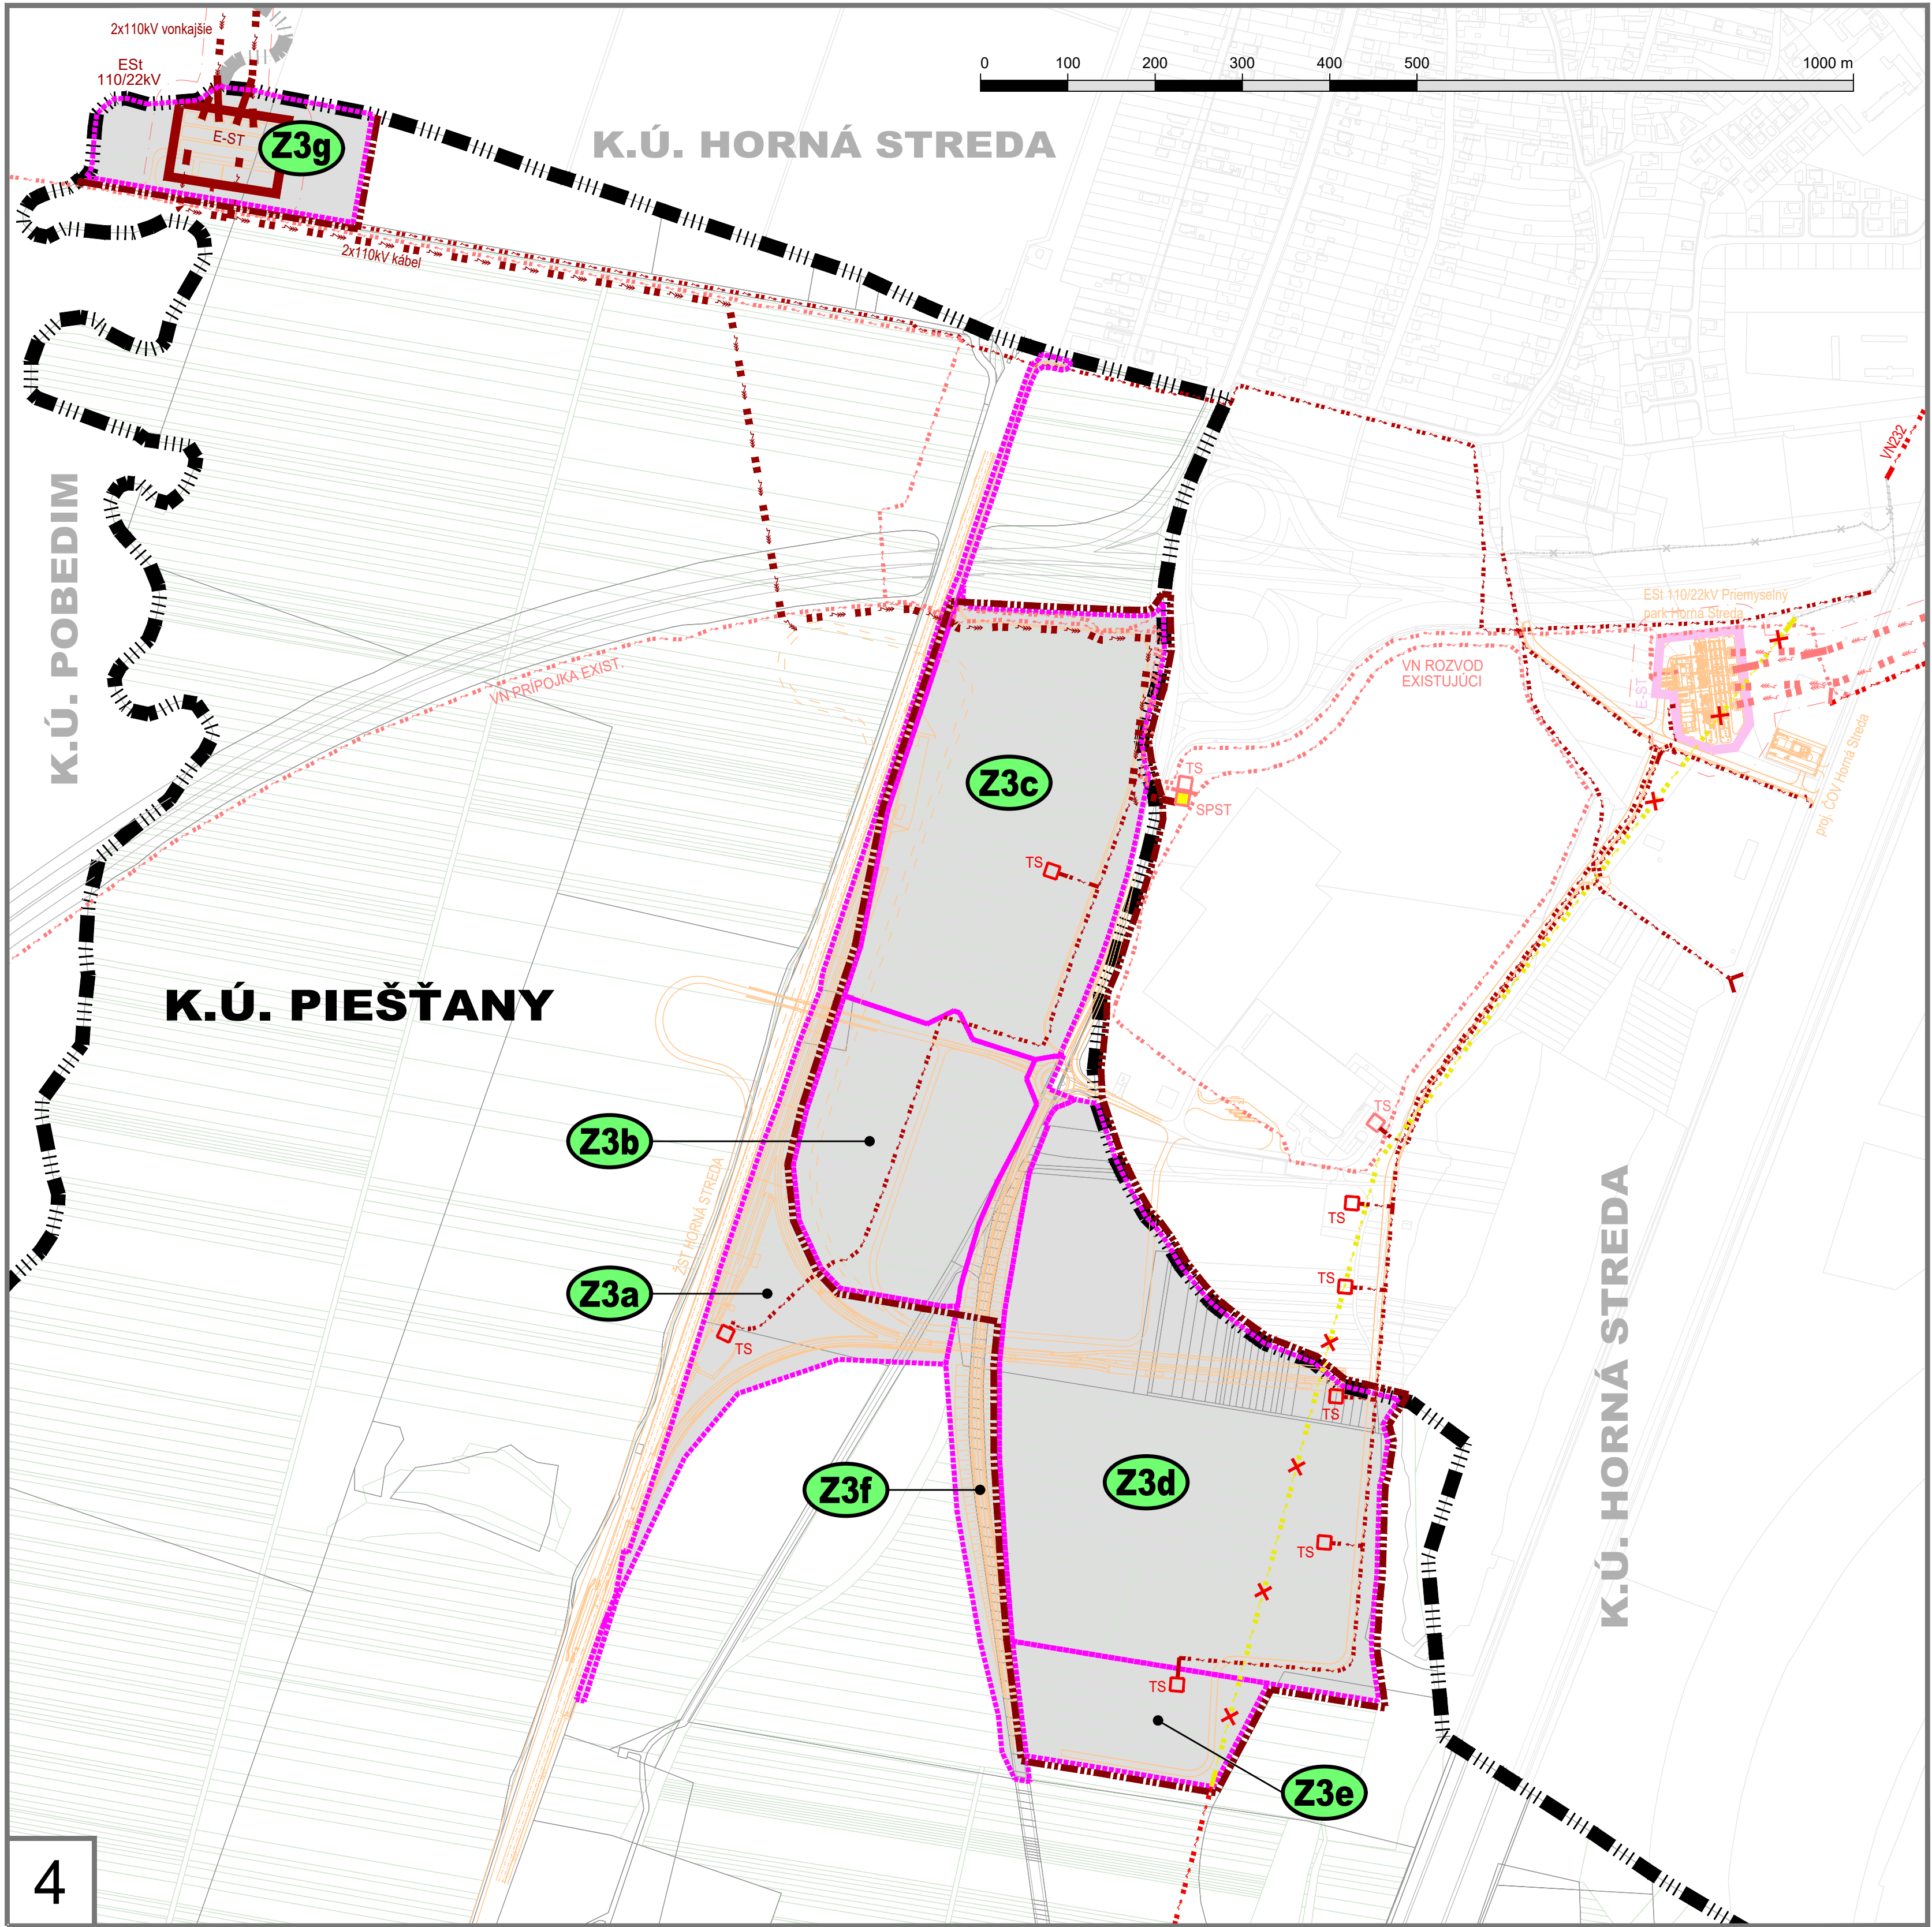 2x110kV vonkajšie
ESt
110/22kV
E-ST
Z3g
2x110kV kábel
0 100 200 300 400 500 1000 m
K.Ú. HORNÁ STREDA
K.Ú. POBEDIM
VN232
ESt 110/22kV Priemyselný
park Horná Streda
E-ST
VN PRÍPOJKA EXIST.
VN ROZVOD
EXISTUJÚCI
proj. ČOV Horná Streda
Z3c
TS
SPST
TS
K.Ú. PIEŠŤANY
Z3b
TS
ŽST HORNÁ STREDA
K.Ú. HORNÁ STREDA
TS
Z3a
TS
TS
TS
Z3f
Z3d
TS
TS
Z3e
4